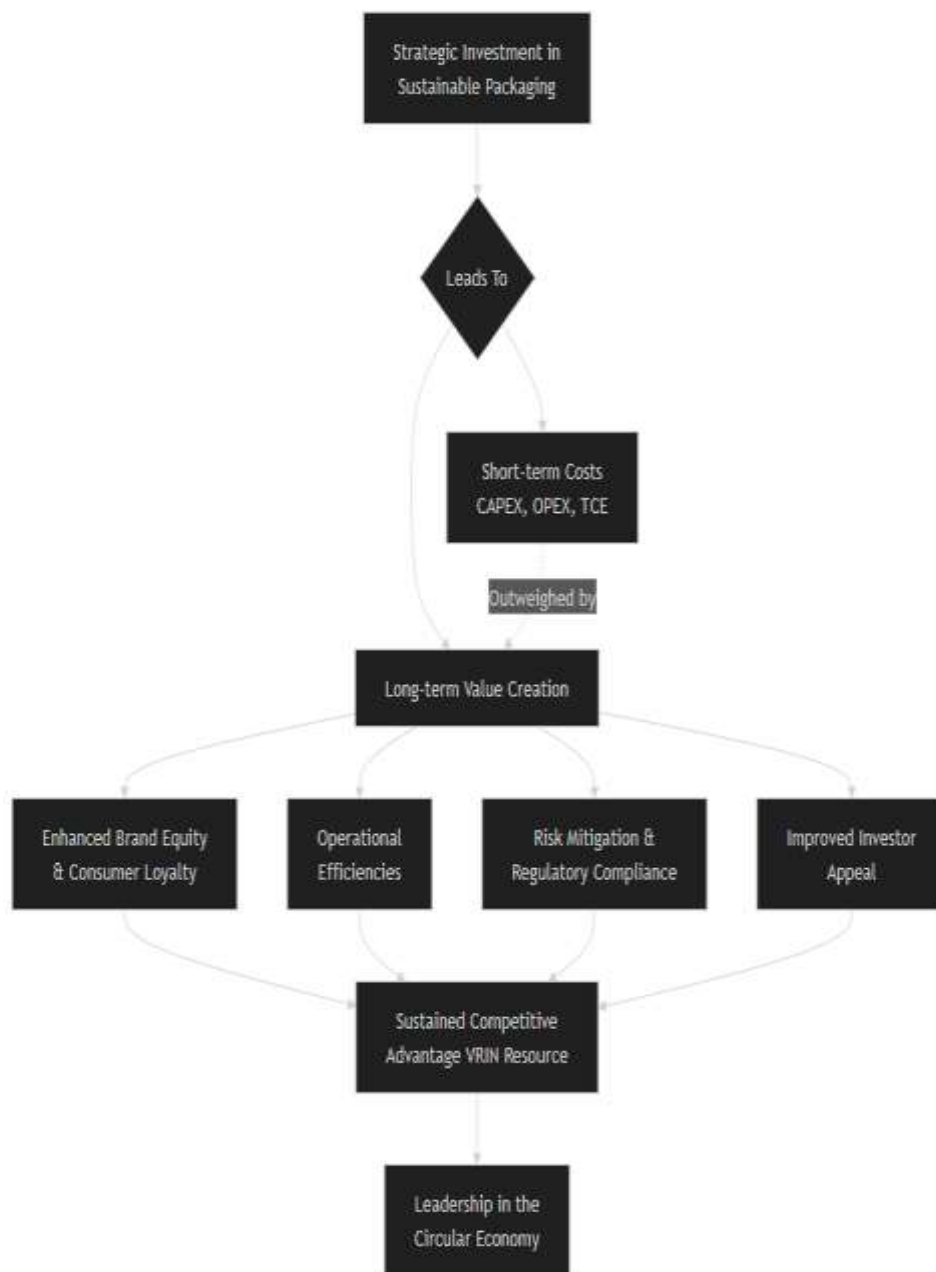 Strategic Investment in
Sustainable Packaging
Leads To
Short-term Costs
CAPEX, OPEX, TCE
Outweighed by
Long-term Value Creation
Enhanced Brand Equity
& Consumer Loyalty
Operational
Efficiencies
Risk Mitigation &
Regulatory Compliance
Improved Investor
Appeal
Sustained Competitive
Advantage VRIN Resource
Leadership in the
Circular Economy